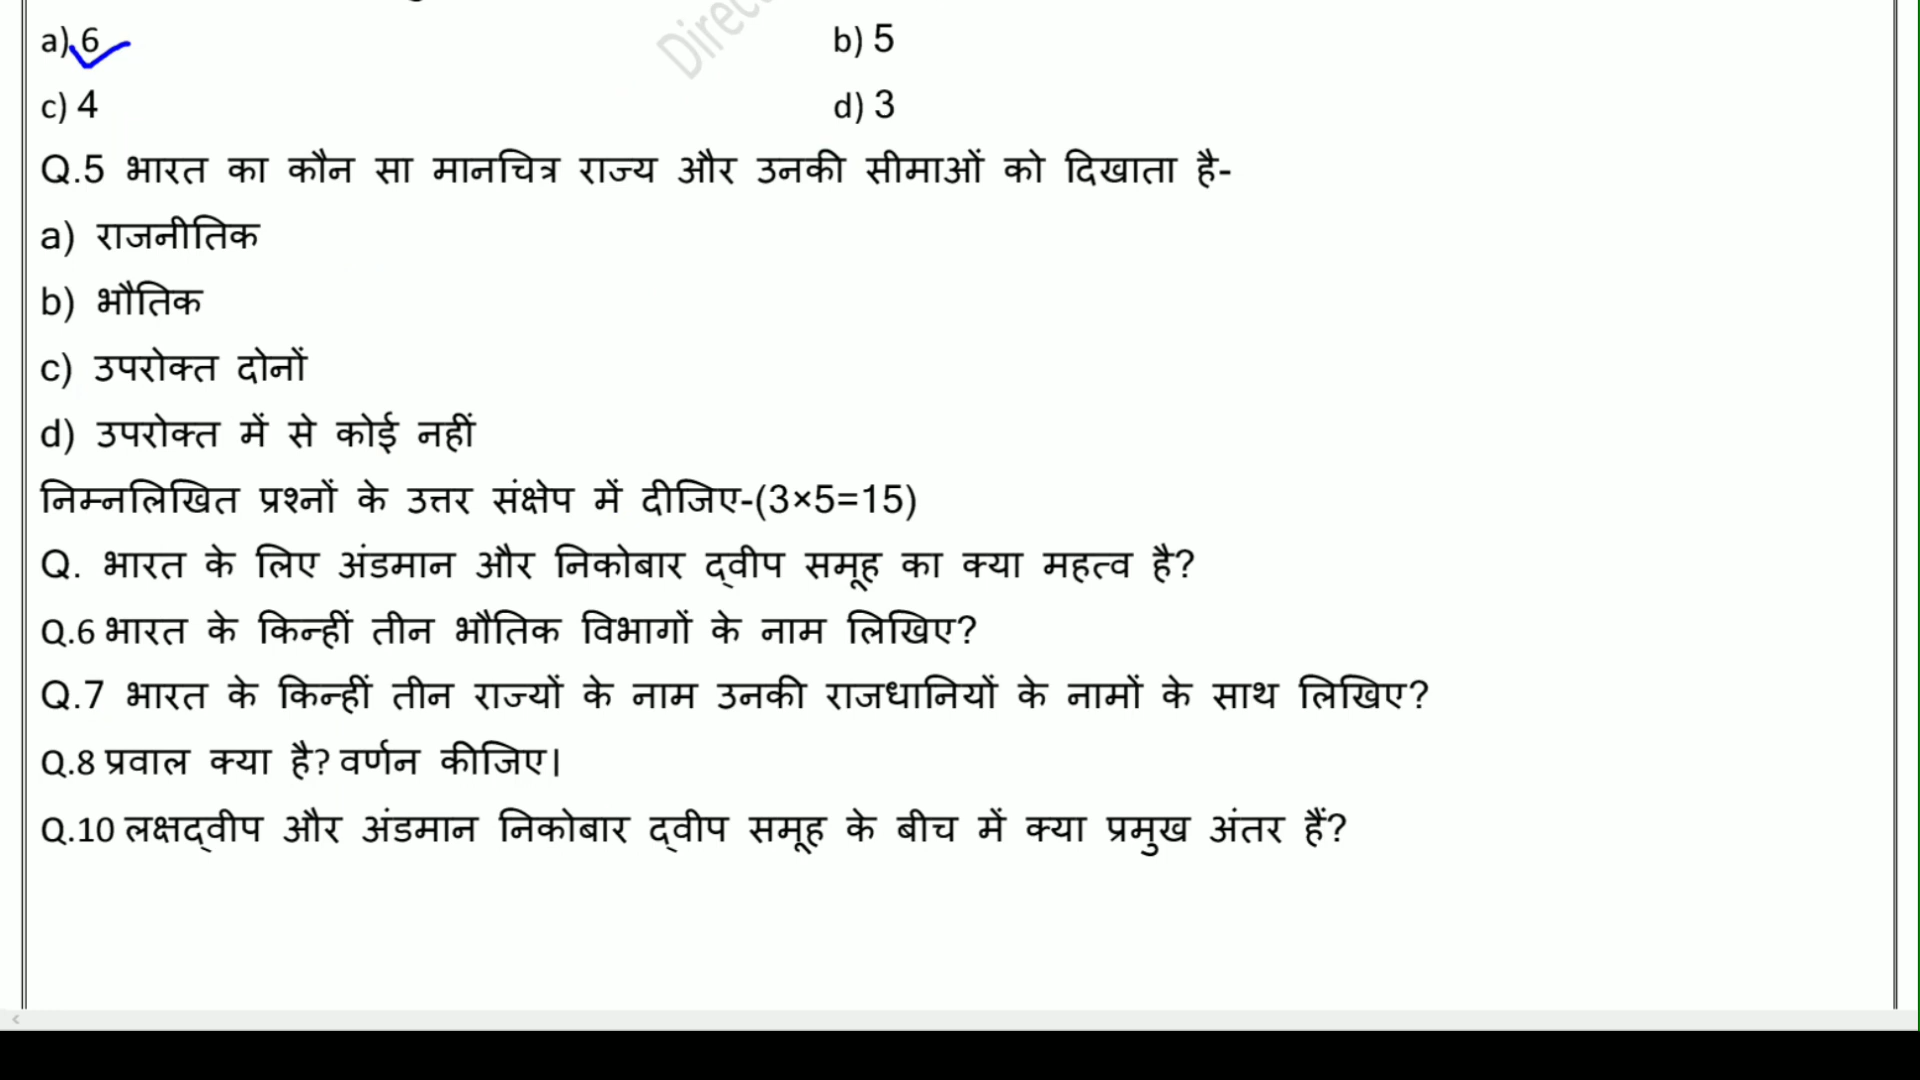 a) 6 b) 5
c) 4 d) 3
Q.5 भारत का कौन सा मानचित्र राज्य और उनकी सीमाओं को दिखाता है-
a) राजनीतिक
b) भौतिक
c) उपरोक्त दोनों
d) उपरोक्त में से कोई नहीं
निम्नलिखित प्रश्नों के उत्तर संक्षेप में दीजिए-(3×5=15)
Q. भारत के लिए अंडमान और निकोबार द्वीप समूह का क्या महत्व है?
Q.6 भारत के किन्हीं तीन भौतिक विभागों के नाम लिखिए?
Q.7 भारत के किन्हीं तीन राज्यों के नाम उनकी राजधानियों के नामों के साथ लिखिए?
Q.8 प्रवाल क्या है? वर्णन कीजिए।
Q.10 लक्षद्वीप और अंडमान निकोबार द्वीप समूह के बीच में क्या प्रमुख अंतर हैं?